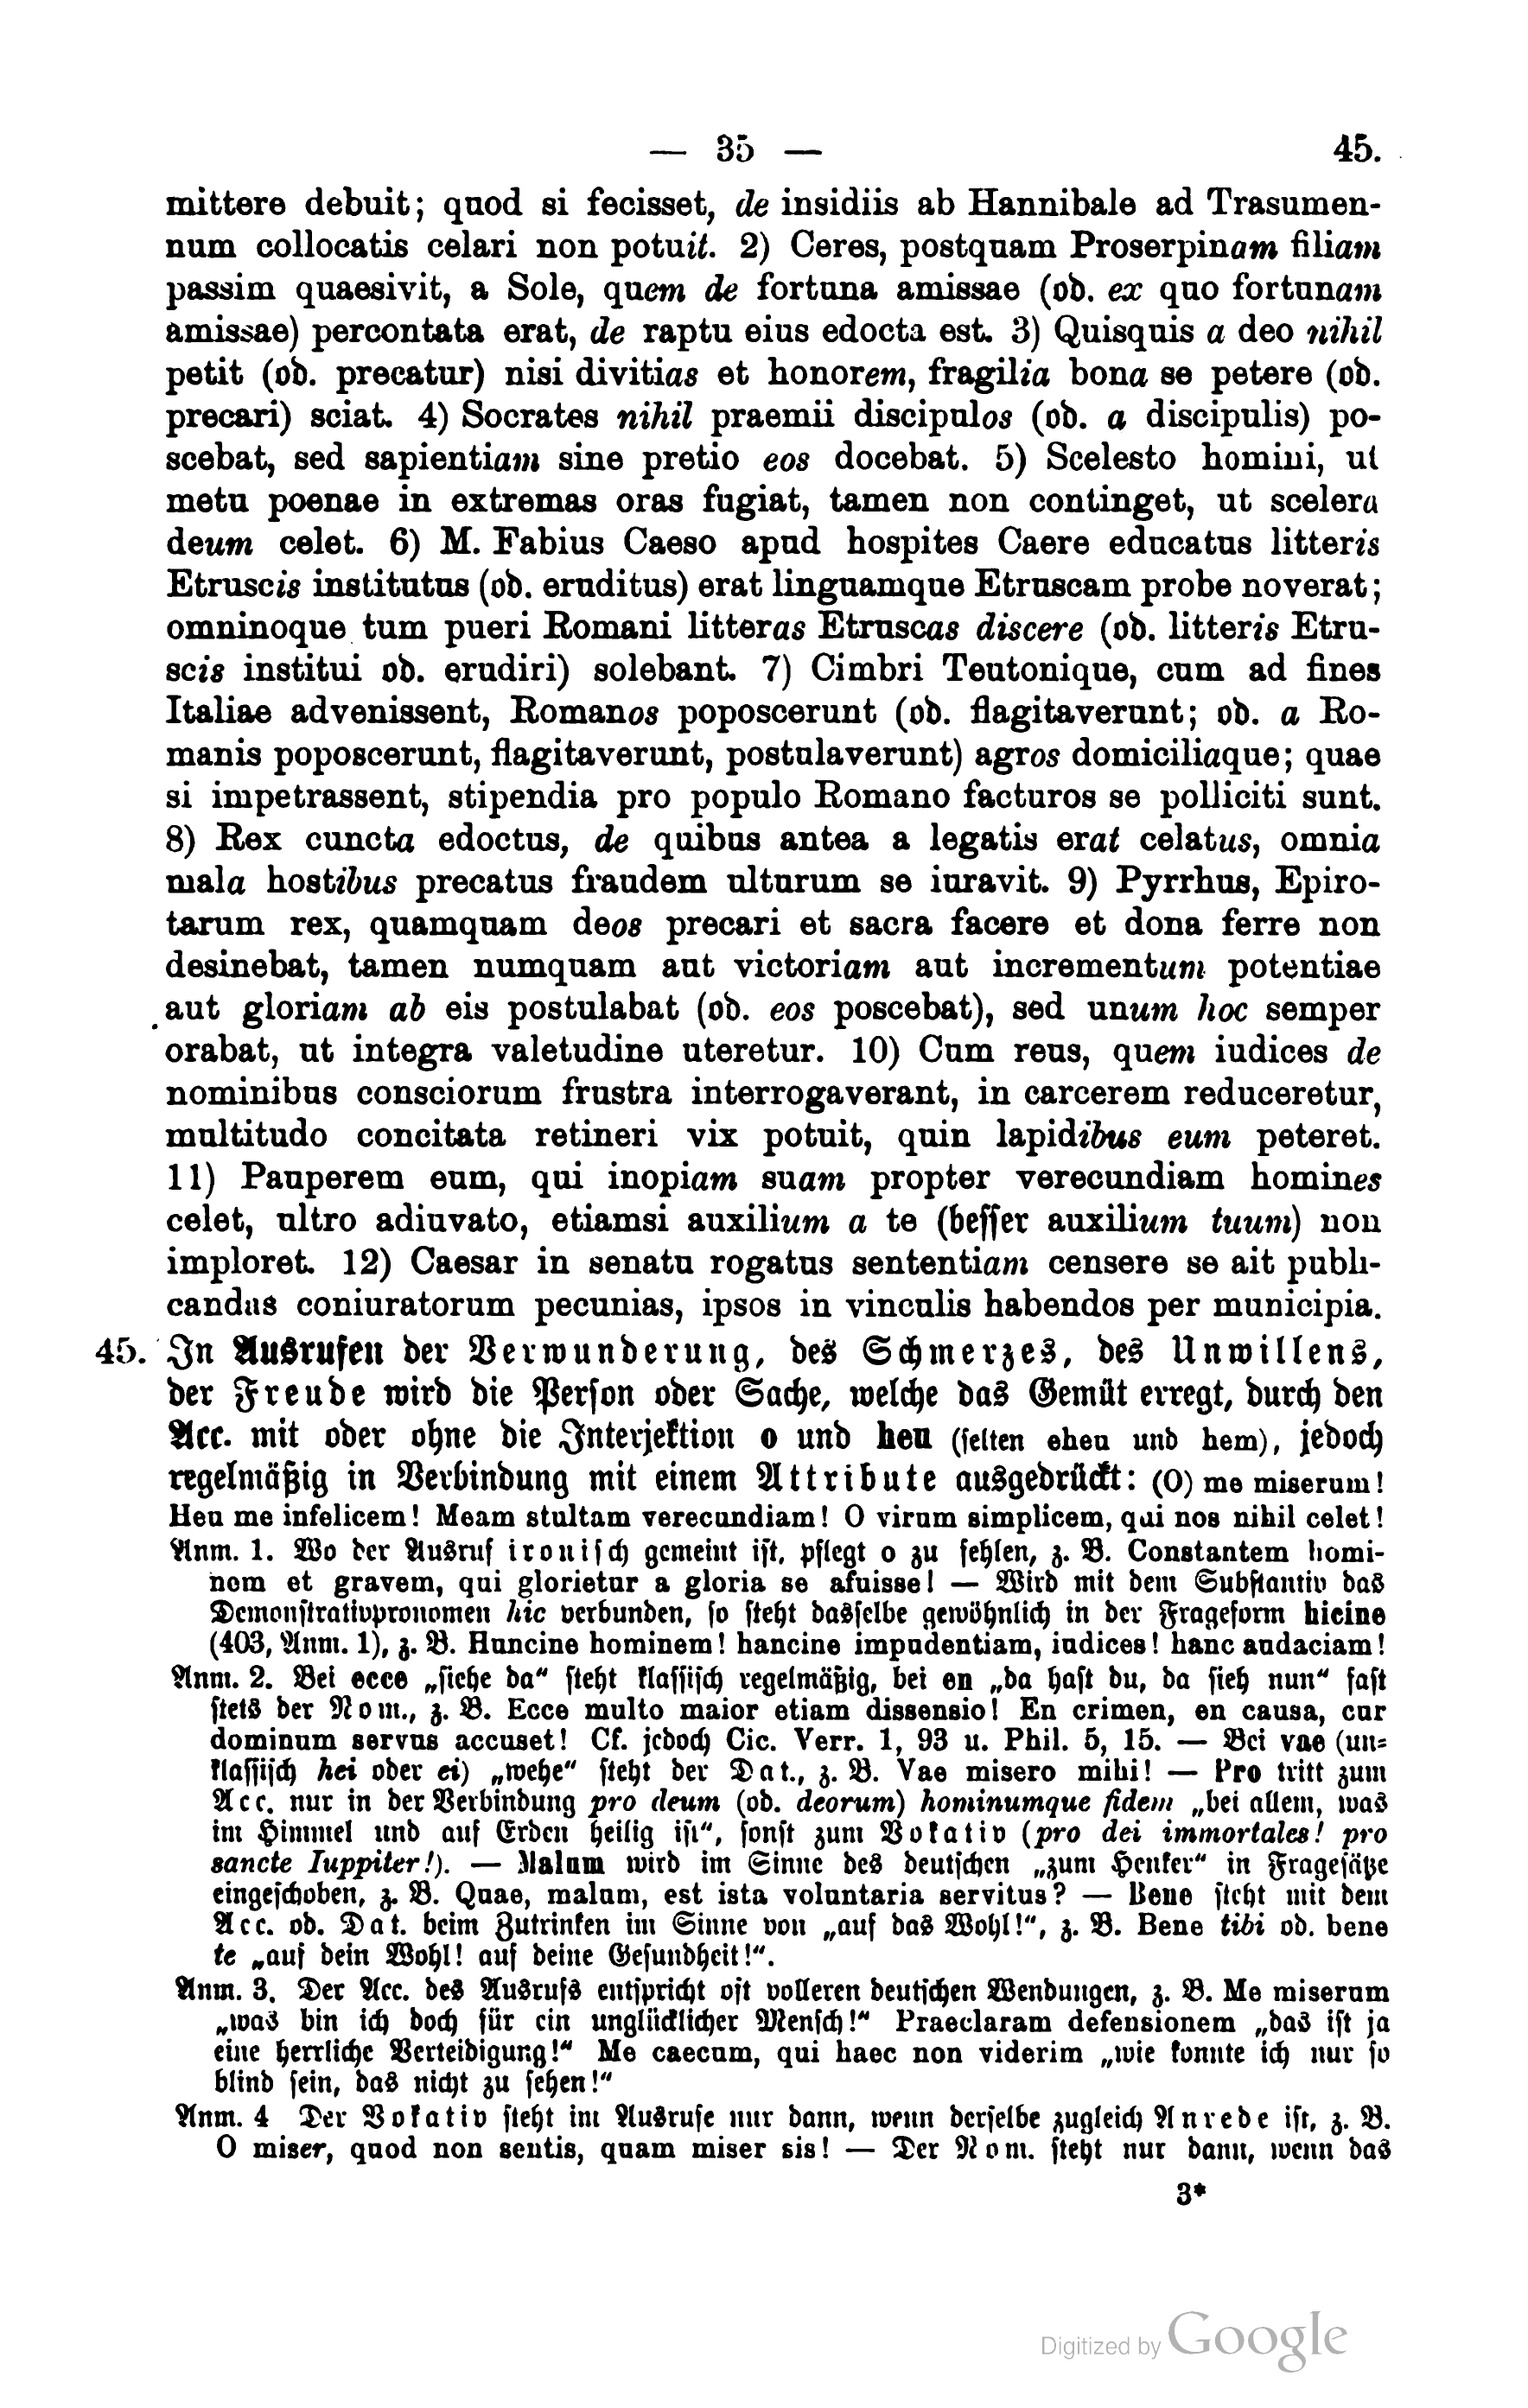 — 35 — 45.
mittere debuit; quod si fecisset, de insidiis ab Hannibale ad Trasumen-
num collocatis celari non potuit. 2) Ceres, postquam Proserpinam filiam
passim quaesivit, a Sole, quem de fortuna amissae (od. ex quo fortunam
amissae) percontata erat, de raptu eius edocta est. 3) Quisquis a deo nihil
petit (od. precatur) nisi divitias et honorem, fragilia bona se petere (od.
precari) sciat. 4) Socrates nihil praemii discipulos (od. a discipulis) po-
scebat, sed sapientiam sine pretio eos docebat. 5) Scelesto homini, ut
metu poenae in extremas oras fugiat, tamen non continget, ut scelera
deum celet. 6) M. Fabius Caeso apud hospites Caere educatus litteris
Etruscis institutus (od. eruditus) erat linguamque Etruscam probe noverat;
omninoque tum pueri Romani litteras Etruscas discere (od. litteris Etru-
scis institui od. erudiri) solebant. 7) Cimbri Teutonique, cum ad fines
Italiae advenissent, Romanos poposcerunt (od. flagitaverunt; od. a Ro-
manis poposcerunt, flagitaverunt, postulaverunt) agros domiciliaque; quae
si impetrassent, stipendia pro populo Romano facturos se polliciti sunt.
8) Rex cuncta edoctus, de quibus antea a legatis erat celatus, omnia
mala hostibus precatus fraudem ulturum se iuravit. 9) Pyrrhus, Epiro-
tarum rex, quamquam deos precari et sacra facere et dona ferre non
desinebat, tamen numquam aut victoriam aut incrementum potentiae
aut gloriam ab eis postulabat (od. eos poscebat), sed unum hoc semper
orabat, ut integra valetudine uteretur. 10) Cum reus, quem iudices de
nominibus consciorum frustra interrogaverant, in carcerem reduceretur,
multitudo concitata retineri vix potuit, quin lapidibus eum peteret.
11) Pauperem eum, qui inopiam suam propter verecundiam homines
celet, ultro adiuvato, etiamsi auxilium a te (besser auxilium tuum) non
imploret. 12) Caesar in senatu rogatus sententiam censere se ait publi-
candas coniuratorum pecunias, ipsos in vinculis habendos per municipia.
45. In Ausrufen der Verwunderung, des Schmerzes, des Unwillens,
der Freude wird die Person oder Sache, welche das Gemüt erregt, durch den
Acc. mit oder ohne die Interjektion o und heu (selten eheu und hem), jedoch
regelmäßig in Verbindung mit einem Attribute ausgedrückt: (O) me miserum!
Heu me infelicem! Meam stultam verecundiam! O virum simplicem, qui nos nihil celet!
Anm. 1. Wo der Ausruf ironisch gemeint ist, pflegt o zu fehlen, z. B. Constantem homi-
nem et gravem, qui glorietur a gloria se afuisse! — Wird mit dem Substantiv das
Demonstrativpronomen hic verbunden, so steht dasselbe gewöhnlich in der Frageform hicine
(403, Anm. 1), z. B. Huncine hominem! hancine impudentiam, iudices! hanc audaciam!
Anm. 2. Bei ecce „siehe da“ steht klassisch regelmäßig, bei en „da hast du, da sieh nun“ fast
stets der Nom., z. B. Ecce multo maior etiam dissensio! En crimen, en causa, cur
dominum servus accuset! Cf. jedoch Cic. Verr. 1, 93 u. Phil. 5, 15. — Bei vae (un-
klassisch hei oder ei) „wehe“ steht der Dat., z. B. Vae misero mihi! — Pro tritt zum
Acc. nur in der Verbindung pro deum (od. deorum) hominumque fidem „bei allem, was
im Himmel und auf Erden heilig ist“, sonst zum Vokativ (pro dei immortales! pro
sancte Iuppiter!). — Malum wird im Sinne des deutschen „zum Henker“ in Fragesätze
eingeschoben, z. B. Quae, malum, est ista voluntaria servitus? — Bene steht mit dem
Acc. od. Dat. beim Zutrinken im Sinne von „auf das Wohl!“, z. B. Bene tibi od. bene
te „auf dein Wohl! auf deine Gesundheit!“.
Anm. 3. Der Acc. des Ausrufs entspricht oft volleren deutschen Wendungen, z. B. Me miserum
„was bin ich doch für ein unglücklicher Mensch!“ Praeclaram defensionem „das ist ja
eine herrliche Verteidigung!“ Me caecum, qui haec non viderim „wie konnte ich nur so
blind sein, das nicht zu sehen!“
Anm. 4 Der Vokativ steht im Ausrufe nur dann, wenn derselbe zugleich Anrede ist, z. B.
O miser, quod non sentis, quam miser sis! — Der Nom. steht nur dann, wenn das
3*
Digitized by Google